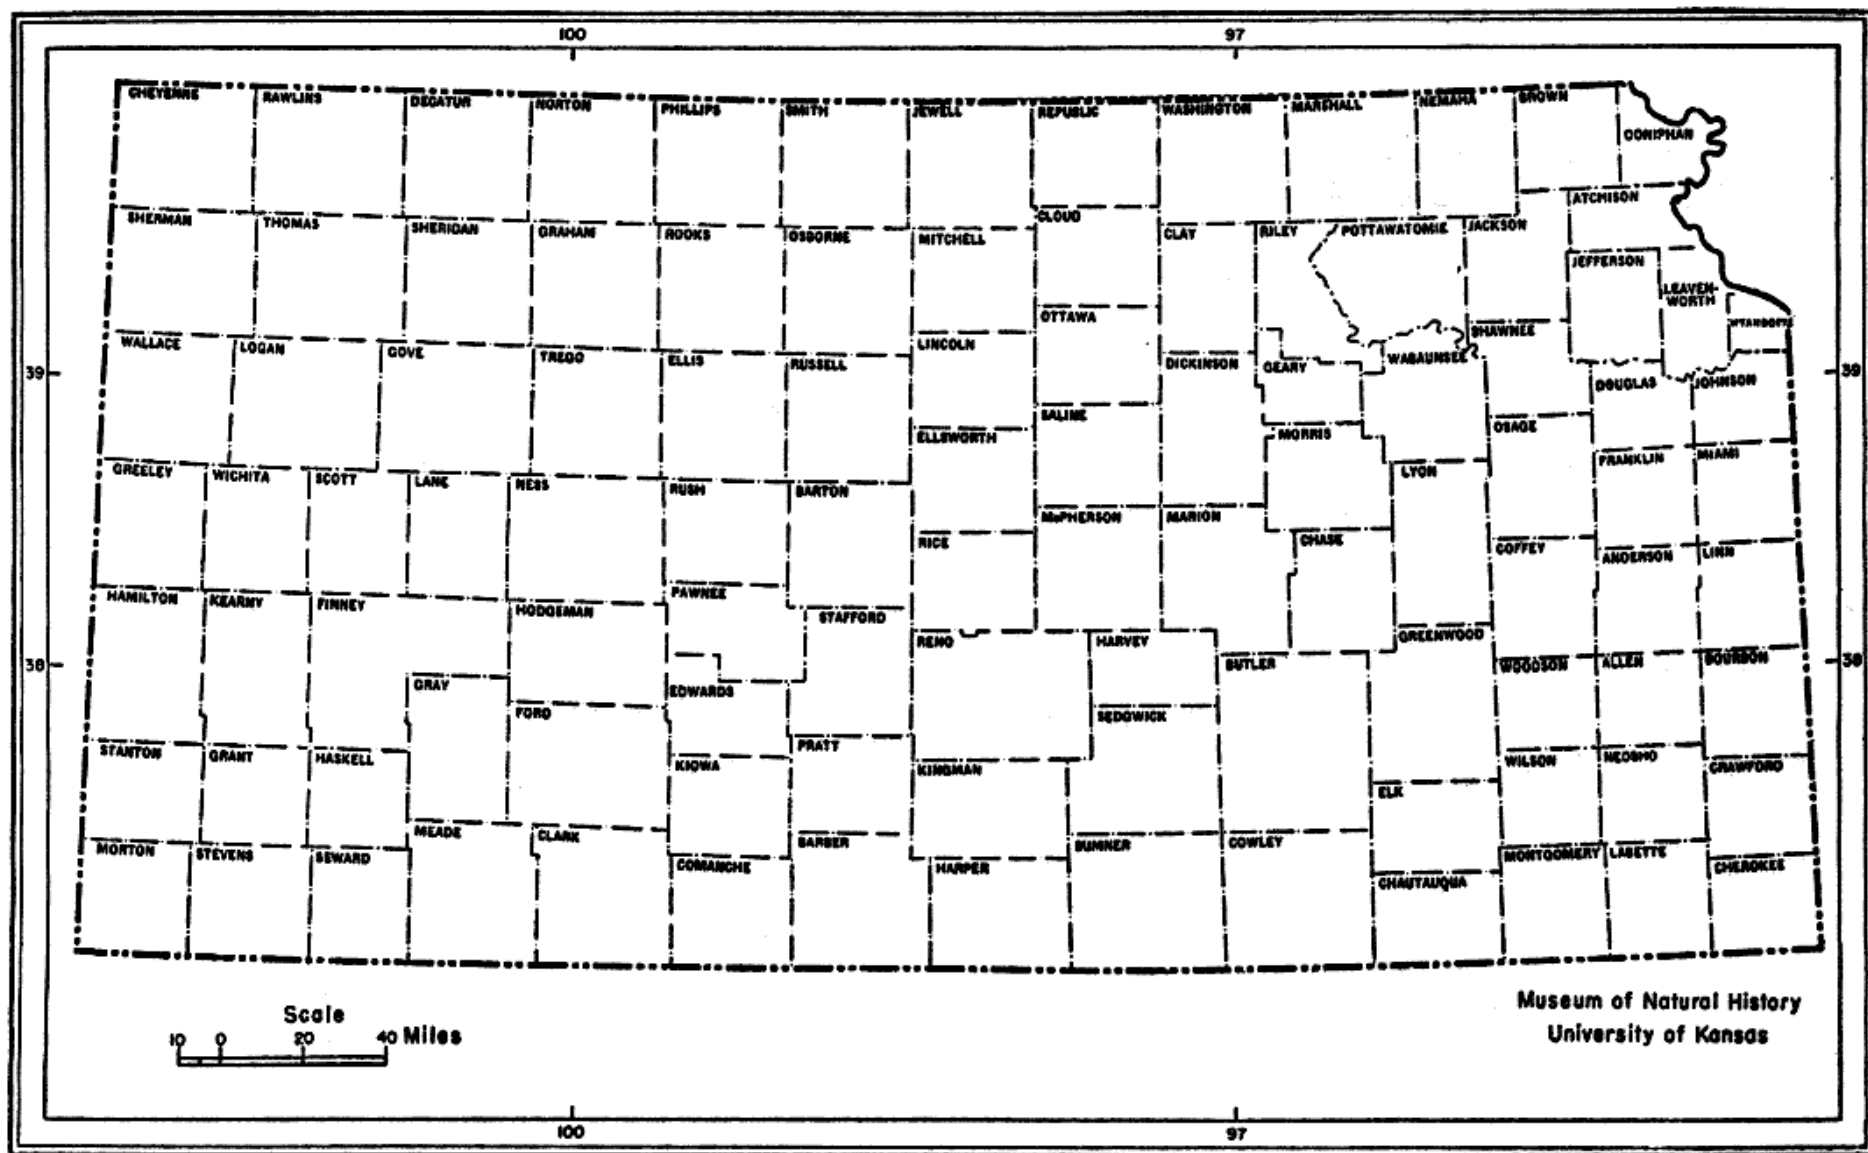 100 97
CHEYENNE RAWLINS DECATUR NORTON PHILLIPS SMITH JEWELL REPUBLIC WASHINGTON MARSHALL NEMAHA BROWN
DONIPHAN
ATCHISON
SHERMAN THOMAS SHERIDAN GRAHAM ROOKS OSBORNE MITCHELL CLOUD CLAY RILEY POTTAWATOMIE JACKSON
JEFFERSON
LEAVEN-
WORTH
WYANDOTTE
OTTAWA
SHAWNEE
WALLACE LOGAN GOVE TREGO ELLIS RUSSELL LINCOLN DICKINSON GEARY WABAUNSEE
39 39
DOUGLAS JOHNSON
SALINE
ELLSWORTH MORRIS OSAGE
FRANKLIN MIAMI
GREELEY WICHITA SCOTT LANE NESS RUSH BARTON LYON
McPHERSON MARION
RICE CHASE COFFEY ANDERSON LINN
HAMILTON KEARNY FINNEY HODGEMAN PAWNEE STAFFORD
RENO HARVEY GREENWOOD
38 BUTLER WOODSON ALLEN BOURBON 38
GRAY EDWARDS
FORD SEDGWICK
STANTON GRANT HASKELL KIOWA PRATT KINGMAN WILSON NEOSHO CRAWFORD
ELK
MEADE CLARK BARBER SUMNER COWLEY
MORTON STEVENS SEWARD COMANCHE HARPER MONTGOMERY LABETTE CHEROKEE
CHAUTAUQUA
Museum of Natural History
University of Kansas
Scale
10 0 20 40 Miles
100 97